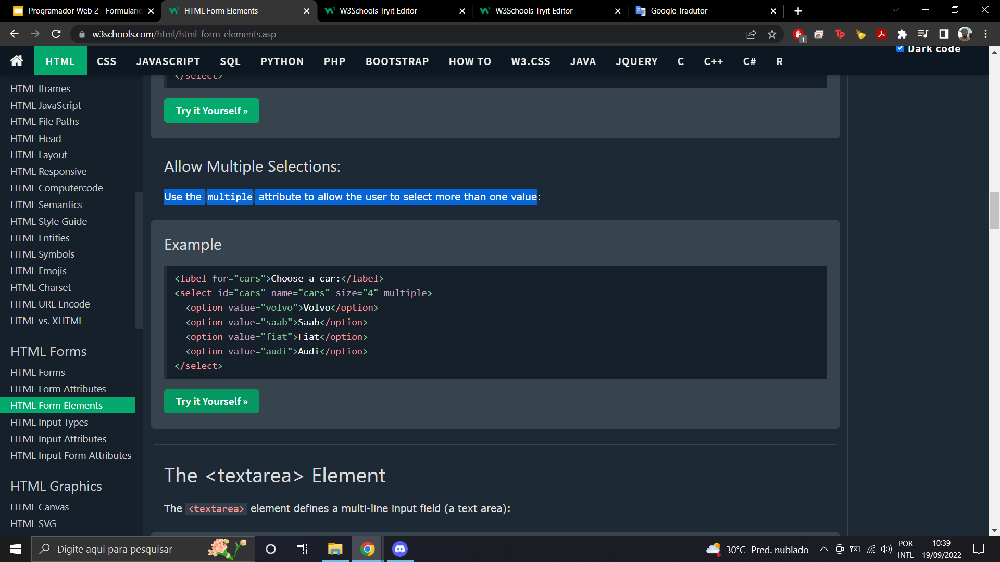 Programador Web 2 - Formulario
HTML Form Elements
W3Schools Tryit Editor
W3Schools Tryit Editor
Google Tradutor
w3schools.com/html/html_form_elements.asp
1
Dark code
HTML CSS JAVASCRIPT SQL PYTHON PHP BOOTSTRAP HOW TO W3.CSS JAVA JQUERY C C++ C# R
HTML Iframes
HTML JavaScript
HTML File Paths
HTML Head
HTML Layout
HTML Responsive
HTML Computercode
HTML Semantics
HTML Style Guide
HTML Entities
HTML Symbols
HTML Emojis
HTML Charset
HTML URL Encode
HTML vs. XHTML
HTML Forms
HTML Forms
HTML Form Attributes
HTML Form Elements
HTML Input Types
HTML Input Attributes
HTML Input Form Attributes
HTML Graphics
HTML Canvas
HTML SVG
</select>
Try it Yourself »
Allow Multiple Selections:
Use the multiple attribute to allow the user to select more than one value:
Example
<label for="cars">Choose a car:</label>
<select id="cars" name="cars" size="4" multiple>
<option value="volvo">Volvo</option>
<option value="saab">Saab</option>
<option value="fiat">Fiat</option>
<option value="audi">Audi</option>
</select>
Try it Yourself »
The <textarea> Element
The <textarea> element defines a multi-line input field (a text area):
Digite aqui para pesquisar
30°C Pred. nublado
POR
INTL
10:39
19/09/2022